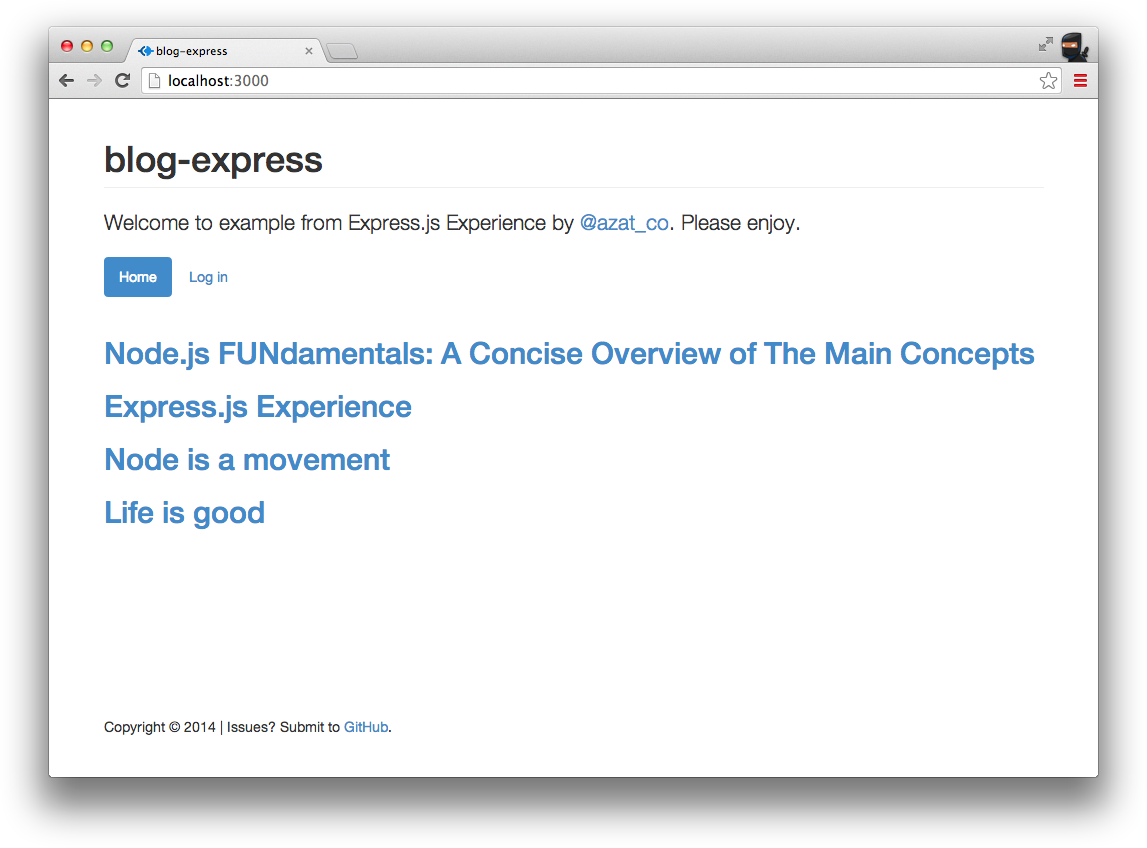 blog-express
localhost:3000
blog-express
Welcome to example from Express.js Experience by @azat_co. Please enjoy.
Home Log in
Node.js FUNdamentals: A Concise Overview of The Main Concepts
Express.js Experience
Node is a movement
Life is good
Copyright © 2014 | Issues? Submit to GitHub.